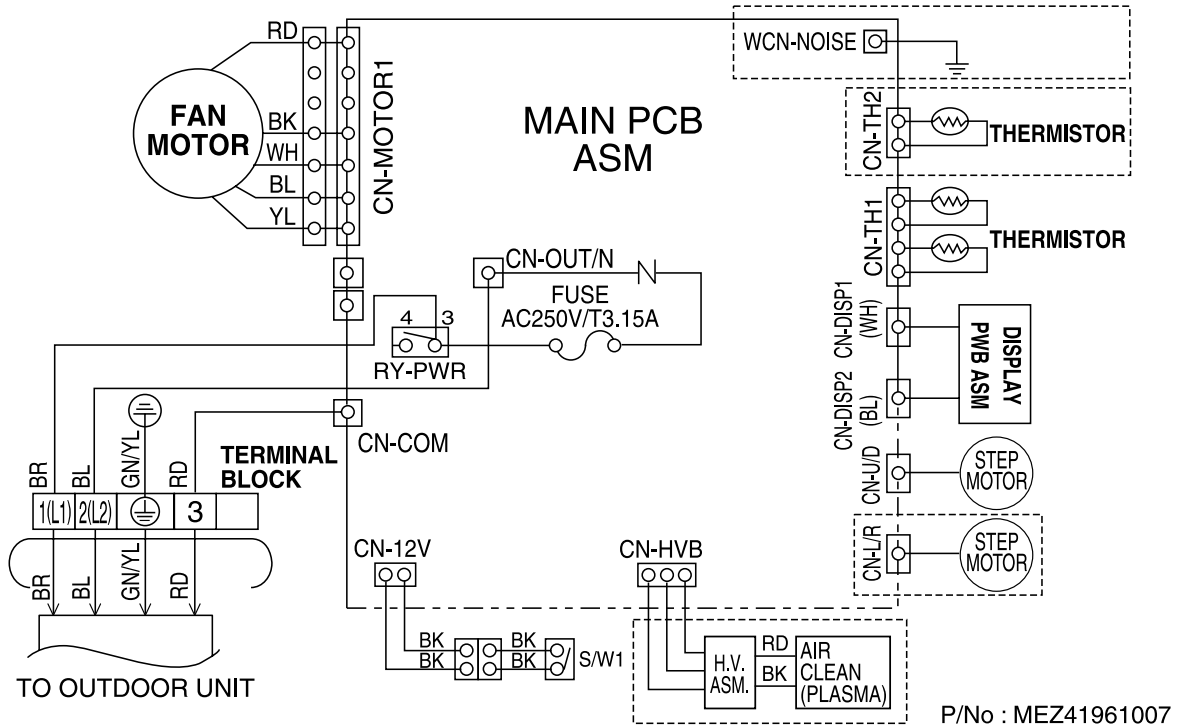 RD
FAN
MOTOR
BK
WH
BL
YL
CN-MOTOR1
MAIN PCB
ASM
WCN-NOISE
CN-TH2
THERMISTOR
CN-TH1
THERMISTOR
CN-OUT/N
N
FUSE
AC250V/T3.15A
4 3
RY-PWR
CN-DISP1
(WH)
CN-DISP2
(BL)
DISPLAY
PWB ASM
CN-COM
TERMINAL
BLOCK
BR
BL
GN/YL
RD
1(L1) 2(L2) 3
BR
BL
GN/YL
RD
TO OUTDOOR UNIT
CN-U/D
STEP
MOTOR
CN-L/R
STEP
MOTOR
CN-12V
BK BK
BK BK
S/W1
CN-HVB
H.V.
ASM.
RD
BK
AIR
CLEAN
(PLASMA)
P/No : MEZ41961007